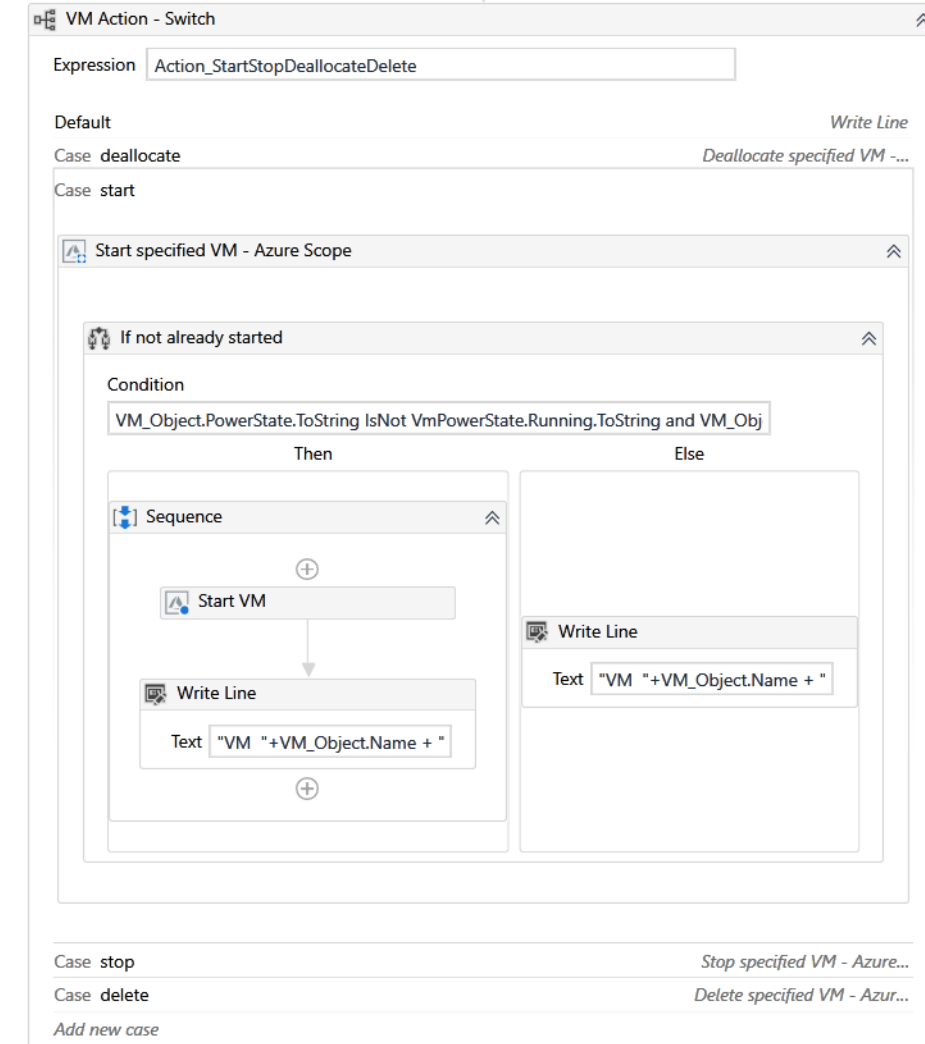 VM Action - Switch
Expression Action_StartStopDeallocateDelete
Default Write Line
Case deallocate Deallocate specified VM -...
Case start
Start specified VM - Azure Scope
If not already started
Condition
VM_Object.PowerState.ToString IsNot VmPowerState.Running.ToString and VM_Obj
Then Else
Sequence
Start VM
Write Line
Text "VM  "+VM_Object.Name + "
Write Line
Text "VM  "+VM_Object.Name + "
Case stop Stop specified VM - Azure...
Case delete Delete specified VM - Azur...
Add new case